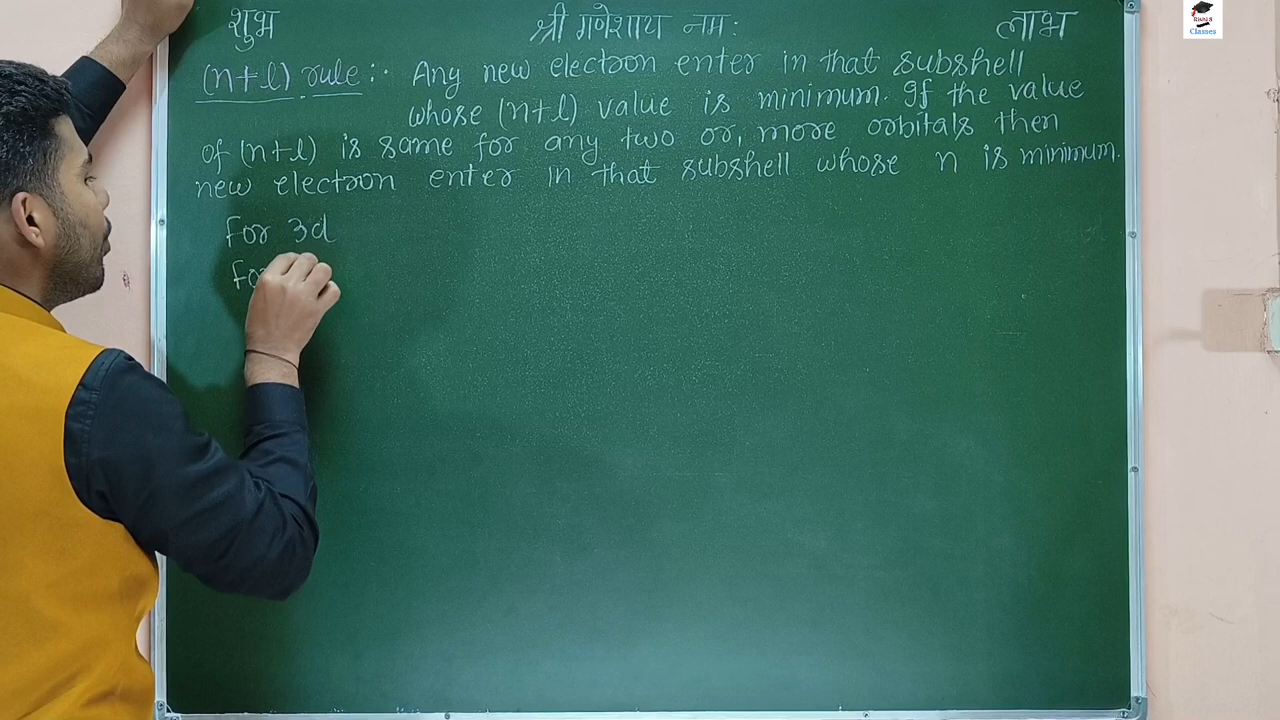 शुभ श्री गणेशाय नम: लाभ
(n+l) rule :- Any new electron enter in that subshell
whose (n+l) value is minimum. If the value
of (n+l) is same for any two or, more orbitals then
new electron enter in that subshell whose n is minimum.
For 3d
Fo
Rishi's
Classes